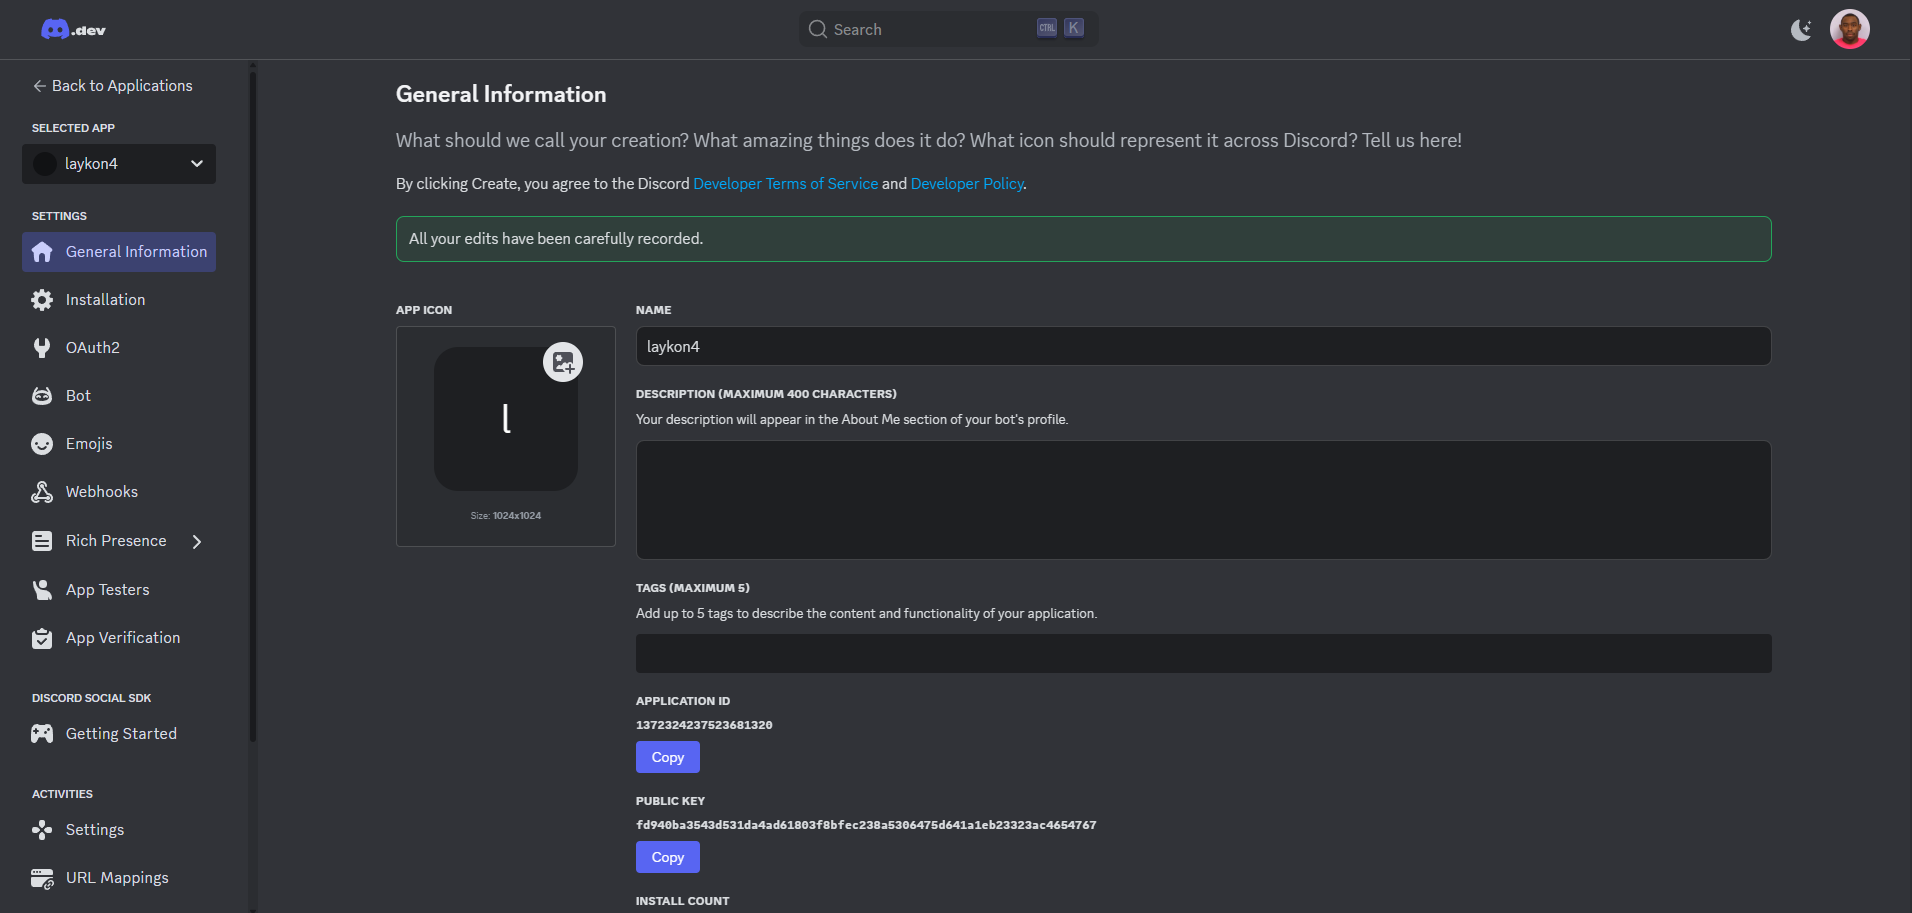 .dev
Search
CTRL K
← Back to Applications
SELECTED APP
laykon4
SETTINGS
General Information
Installation
OAuth2
Bot
Emojis
Webhooks
Rich Presence
App Testers
App Verification
DISCORD SOCIAL SDK
Getting Started
ACTIVITIES
Settings
URL Mappings
General Information
What should we call your creation? What amazing things does it do? What icon should represent it across Discord? Tell us here!
By clicking Create, you agree to the Discord Developer Terms of Service and Developer Policy.
All your edits have been carefully recorded.
APP ICON
l
Size: 1024x1024
NAME
laykon4
DESCRIPTION (MAXIMUM 400 CHARACTERS)
Your description will appear in the About Me section of your bot's profile.
TAGS (MAXIMUM 5)
Add up to 5 tags to describe the content and functionality of your application.
APPLICATION ID
1372324237523681320
Copy
PUBLIC KEY
fd940ba3543d531da4ad61803f8bfec238a5306475d641a1eb23323ac4654767
Copy
INSTALL COUNT